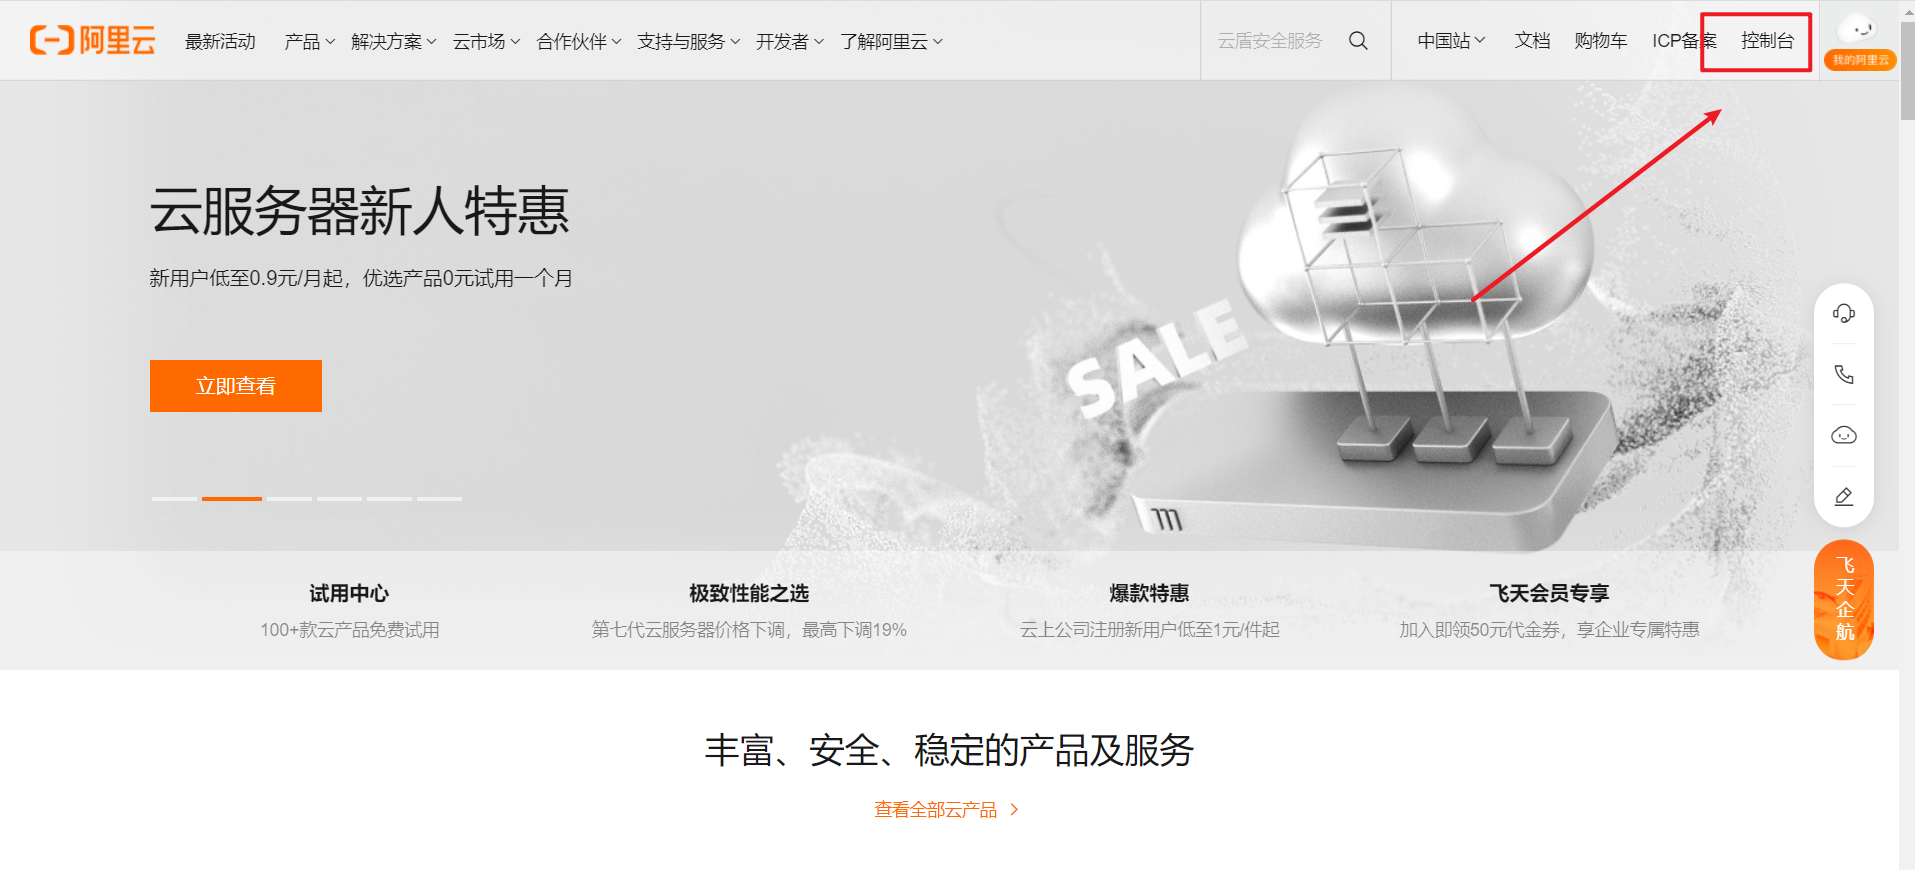 阿里云 最新活动 产品 解决方案 云市场 合作伙伴 支持与服务 开发者 了解阿里云 云盾安全服务 中国站 文档 购物车 ICP备案 控制台
我的阿里云
云服务器新人特惠
新用户低至0.9元/月起，优选产品0元试用一个月
SALE
立即查看
飞天企航
试用中心 极致性能之选 爆款特惠 飞天会员专享
100+款云产品免费试用 第七代云服务器价格下调，最高下调19% 云上公司注册新用户低至1元/件起 加入即领50元代金券，享企业专属特惠
丰富、安全、稳定的产品及服务
查看全部云产品